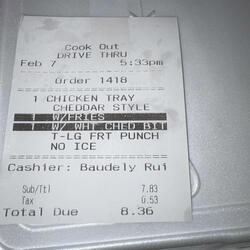 Cook Out
DRIVE THRU
Feb 7 5:33pm
Order 1418
1 CHICKEN TRAY
CHEDDAR STYLE
1 W/FRIES
1 W/ WHT CHED BIT
T-LG FRT PUNCH
NO ICE
Cashier: Baudely Rui
Sub/Ttl 7.83
Tax 0.53
Total Due 8.36